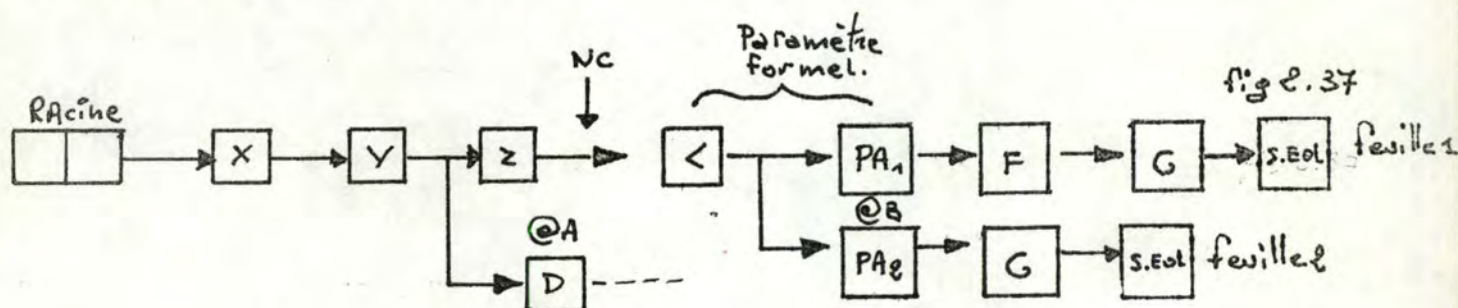 Paramètre
formel.
NC
fig 2.37
RAcine
X
Y
Z
<
PA1
F
G
S.Eol
feuille1
@A
@B
D
PA2
G
S.Eol
feuille2